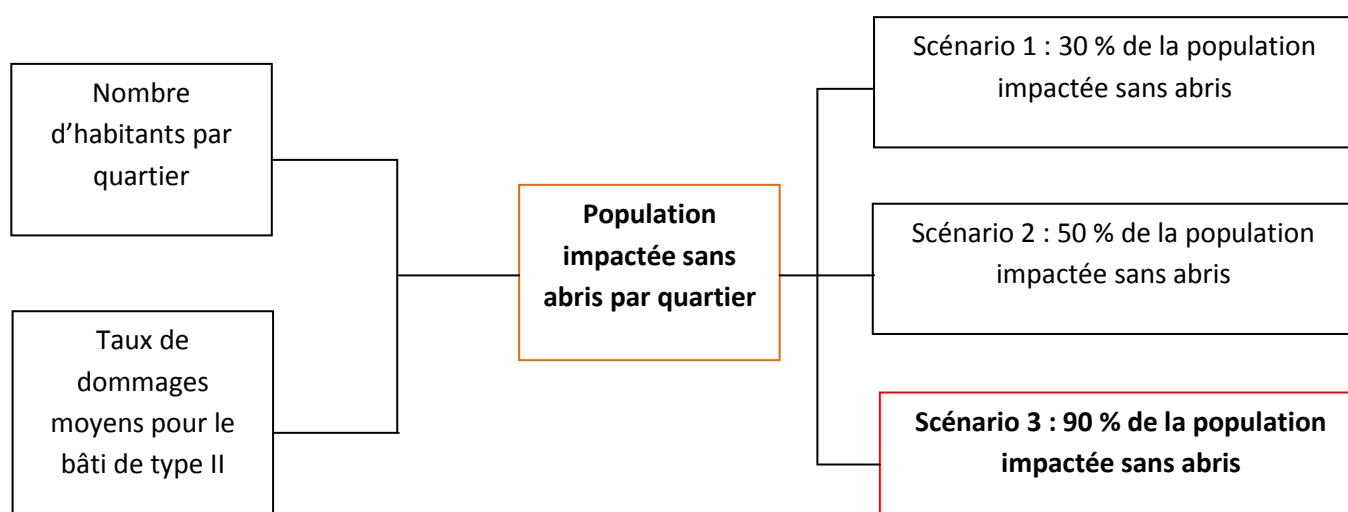 Nombre
d’habitants par
quartier
Taux de
dommages
moyens pour le
bâti de type II
Population
impactée sans
abris par quartier
Scénario 1 : 30 % de la population
impactée sans abris
Scénario 2 : 50 % de la population
impactée sans abris
Scénario 3 : 90 % de la population
impactée sans abris